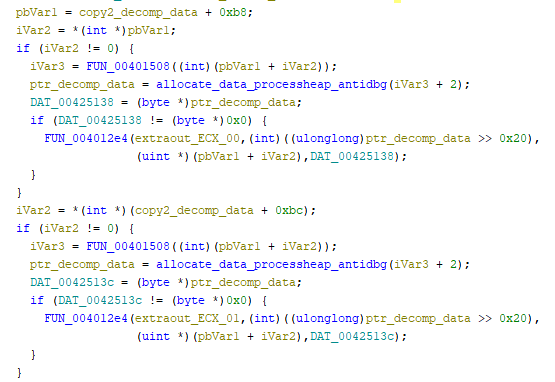 pbVar1 = copy2_decomp_data + 0xb8;
iVar2 = *(int *)pbVar1;
if (iVar2 != 0) {
iVar3 = FUN_00401508((int)(pbVar1 + iVar2));
ptr_decomp_data = allocate_data_processheap_antidbg(iVar3 + 2);
DAT_00425138 = (byte *)ptr_decomp_data;
if (DAT_00425138 != (byte *)0x0) {
FUN_004012e4(extraout_ECX_00,(int)((ulonglong)ptr_decomp_data >> 0x20),
(uint *)(pbVar1 + iVar2),DAT_00425138);
}
}
iVar2 = *(int *)(copy2_decomp_data + 0xbc);
if (iVar2 != 0) {
iVar3 = FUN_00401508((int)(pbVar1 + iVar2));
ptr_decomp_data = allocate_data_processheap_antidbg(iVar3 + 2);
DAT_0042513c = (byte *)ptr_decomp_data;
if (DAT_0042513c != (byte *)0x0) {
FUN_004012e4(extraout_ECX_01,(int)((ulonglong)ptr_decomp_data >> 0x20),
(uint *)(pbVar1 + iVar2),DAT_0042513c);
}
}